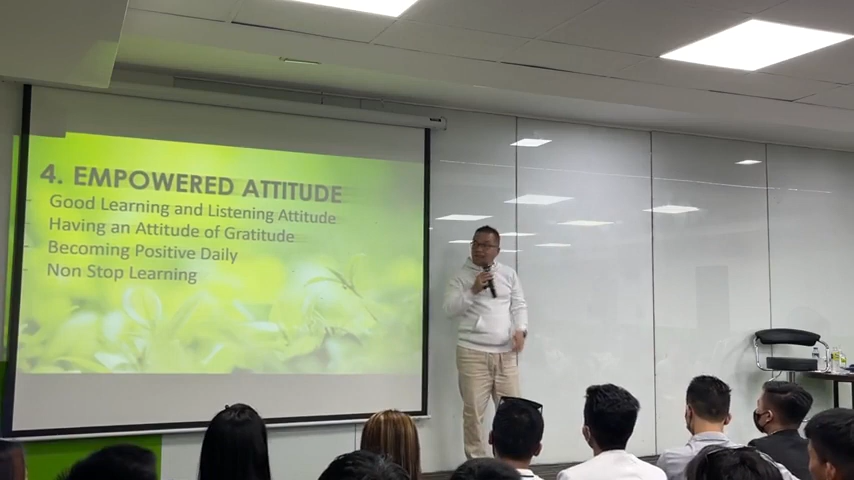 4. EMPOWERED ATTITUDE
Good Learning and Listening Attitude
Having an Attitude of Gratitude
Becoming Positive Daily
Non Stop Learning